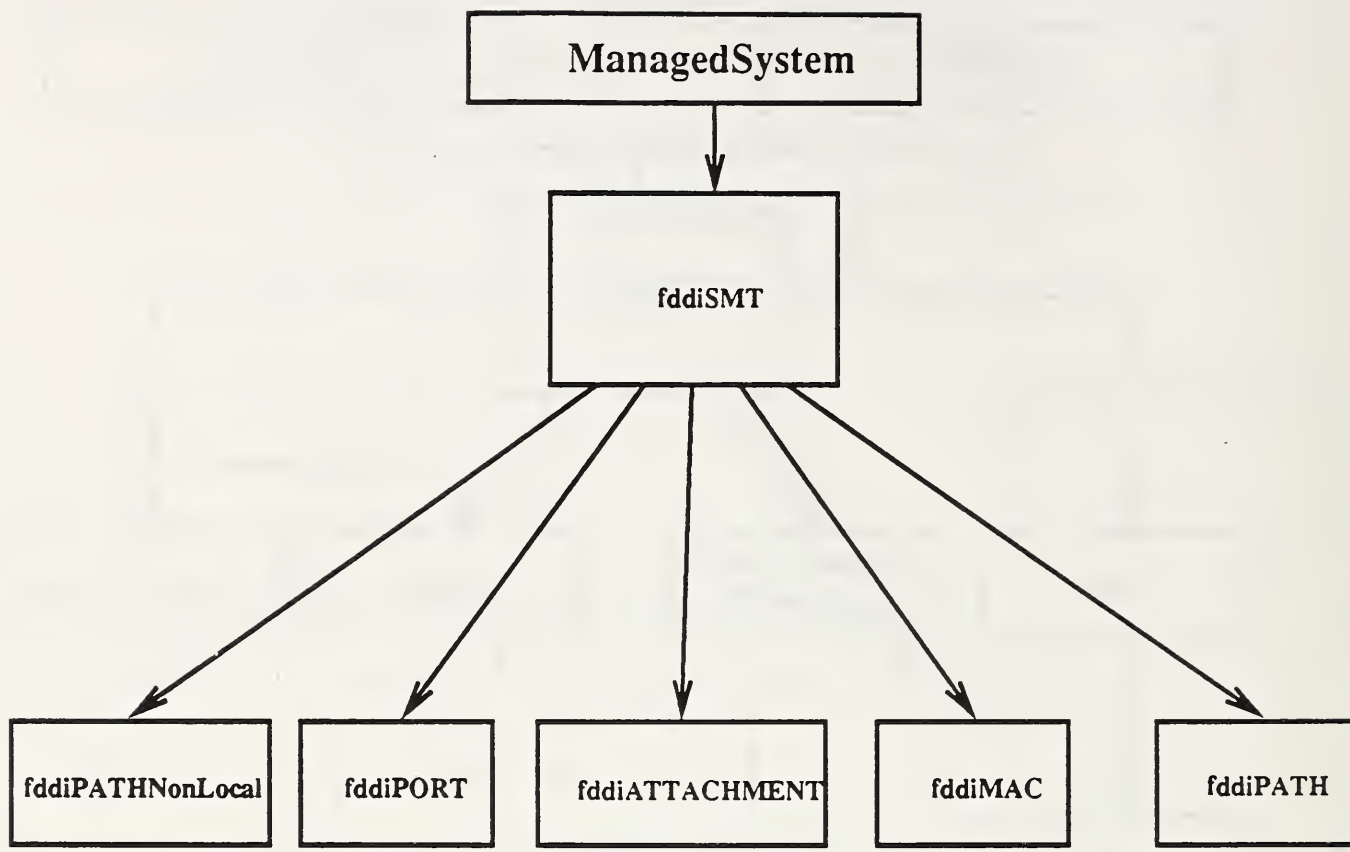 ManagedSystem
fddiSMT
fddiPATHNonLocal
fddiPORT
fddiATTACHMENT
fddiMAC
fddiPATH